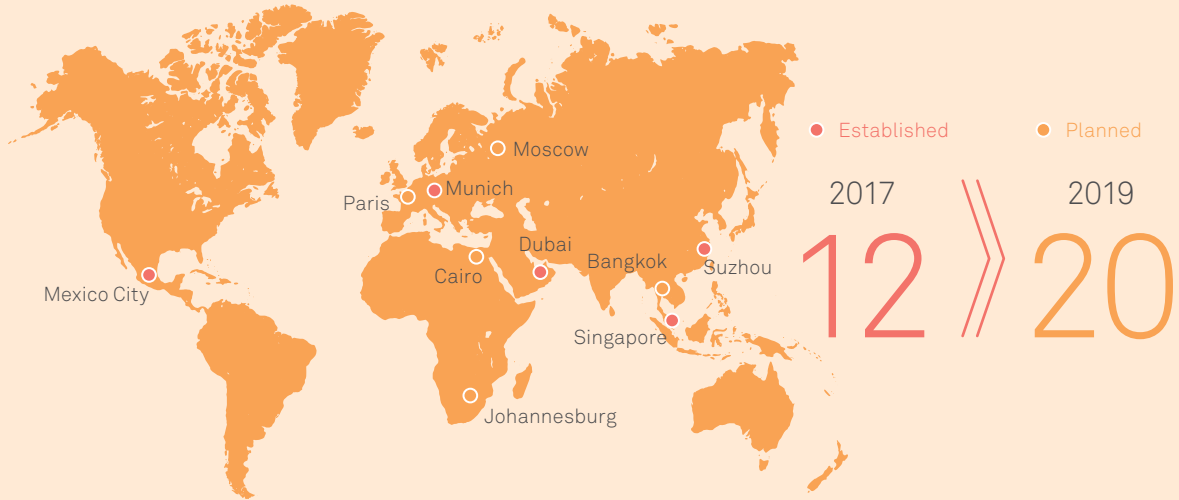 Established
Planned
Moscow
Munich
Paris
2017
2019
Dubai
Bangkok
Suzhou
Cairo
Mexico City
12
20
Singapore
Johannesburg